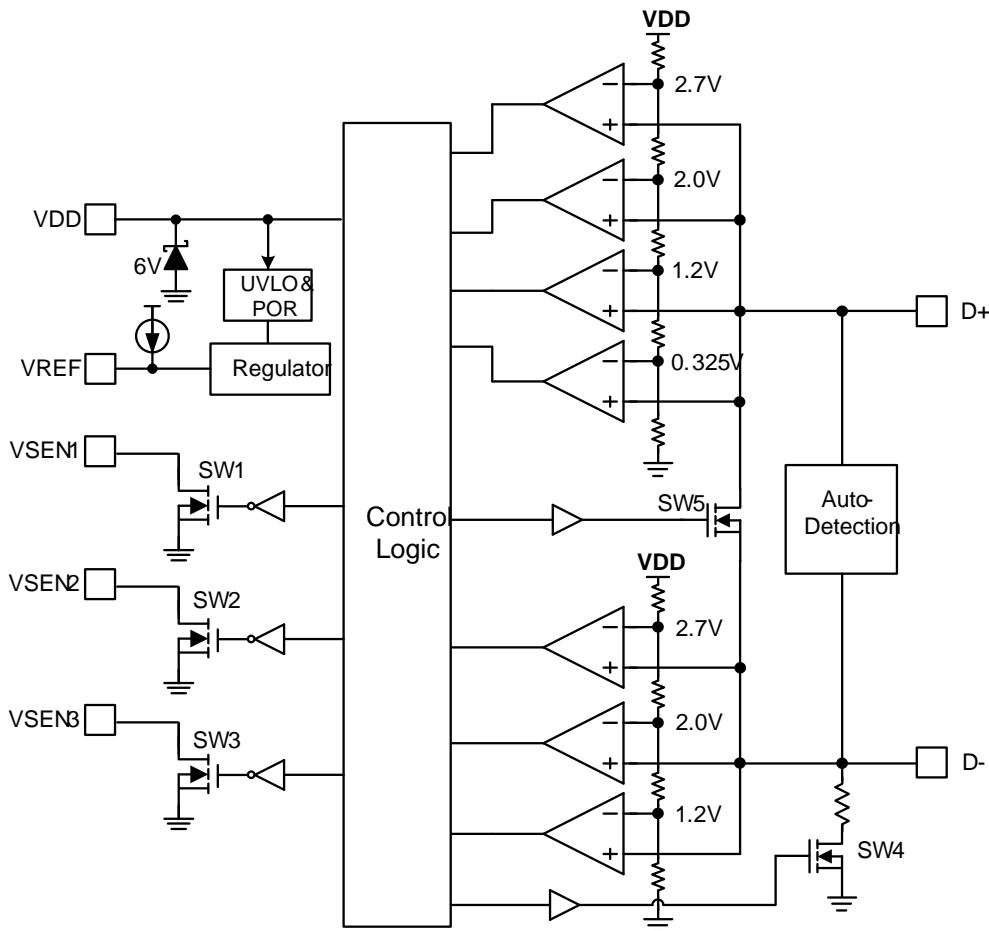 VDD
2.7V
2.0V
1.2V
0.325V
VDD
6V
UVLO&
POR
VREF
Regulator
VSEN1
SW1
VSEN2
SW2
VSEN3
SW3
Control
Logic
SW5
D+
Auto-
Detection
VDD
2.7V
2.0V
1.2V
D-
SW4